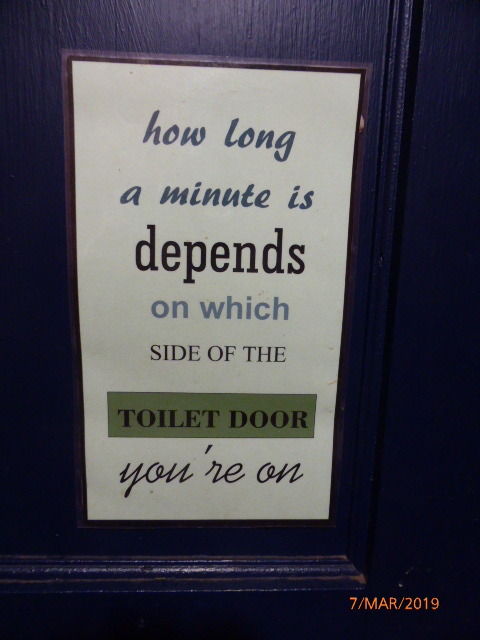 how long
a minute is
depends
on which
SIDE OF THE
TOILET DOOR
you're on
7/MAR/2019